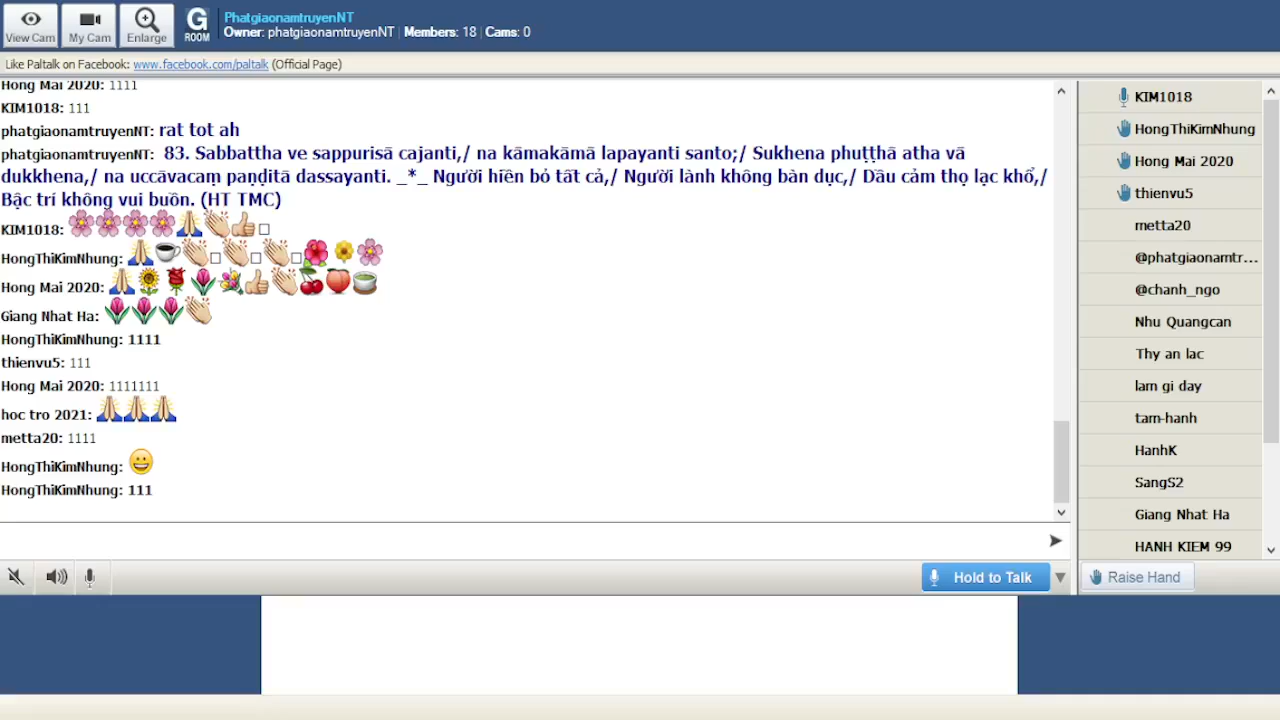 View Cam
My Cam
Enlarge
G
ROOM
PhatgiaonamtruyenNT
Owner: phatgiaonamtruyenNT | Members: 18 | Cams: 0
Like Paltalk on Facebook: www.facebook.com/paltalk (Official Page)
Hong Mai 2020: 1111
KIM1018: 111
phatgiaonamtruyenNT: rat tot ah
phatgiaonamtruyenNT: 83. Sabbattha ve sappurisā cajanti,/ na kāmakāmā lapayanti santo;/ Sukhena phuṭṭhā atha vā
dukkhena,/ na uccāvacaṃ paṇḍitā dassayanti. _*_ Người hiền bỏ tất cả,/ Người lành không bàn dục,/ Dầu cảm thọ lạc khổ,/
Bậc trí không vui buồn. (HT TMC)
KIM1018: 🌸🌸🌸🌸🙏👏👍□
HongThiKimNhung: 🙏☕👏□👏□👏□🌺🌼🌸
Hong Mai 2020: 🙏🌻🌹🌷💐👍👏🍒🍑🍵
Giang Nhat Ha: 🌷🌷🌷👏
HongThiKimNhung: 1111
thienvu5: 111
Hong Mai 2020: 1111111
hoc tro 2021: 🙏🙏🙏
metta20: 1111
HongThiKimNhung: 😀
HongThiKimNhung: 111
Hold to Talk
KIM1018
HongThiKimNhung
Hong Mai 2020
thienvu5
metta20
@phatgiaonamtr...
@chanh_ngo
Nhu Quangcan
Thy an lac
lam gi day
tam-hanh
HanhK
SangS2
Giang Nhat Ha
HANH KIEM 99
Raise Hand